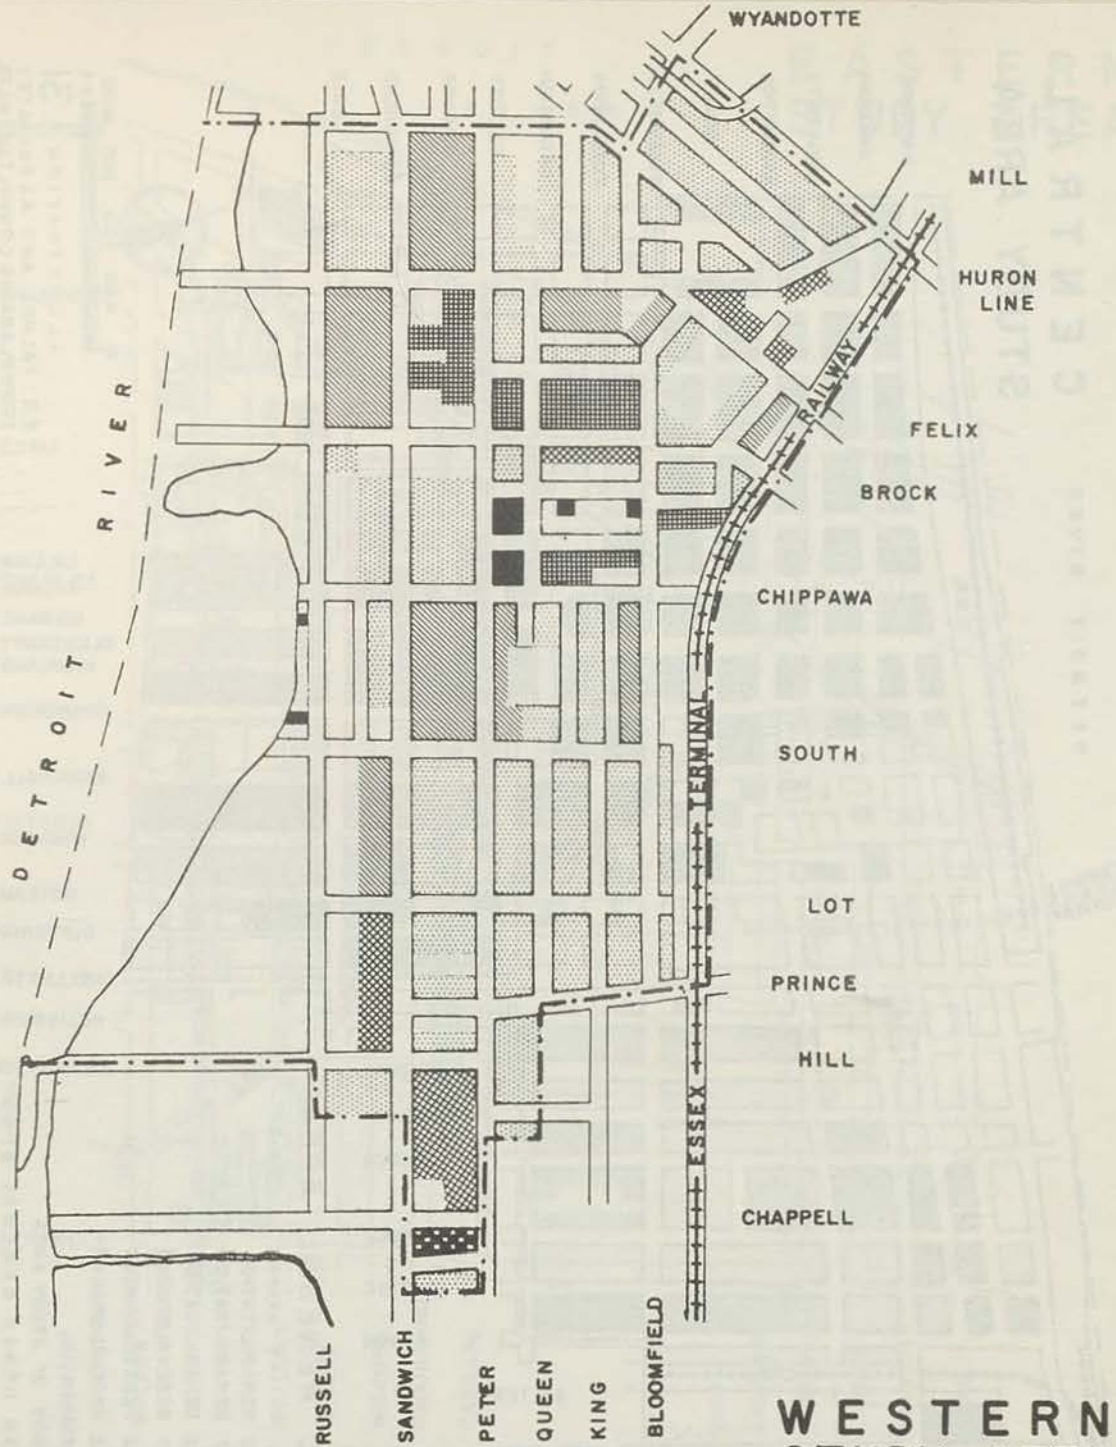 WYANDOTTE
MILL
HURON
LINE
FELIX
BROCK
CHIPPAWA
SOUTH
LOT
PRINCE
HILL
CHAPPELL
DETROIT RIVER
ESSEX TERMINAL RAILWAY
RUSSELL
SANDWICH
PETER
QUEEN
KING
BLOOMFIELD
WESTERN